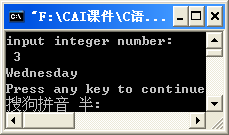 "F:\CAI课件\C语...
input integer number:
3
Wednesday
Press any key to continue
搜狗拼音 半: